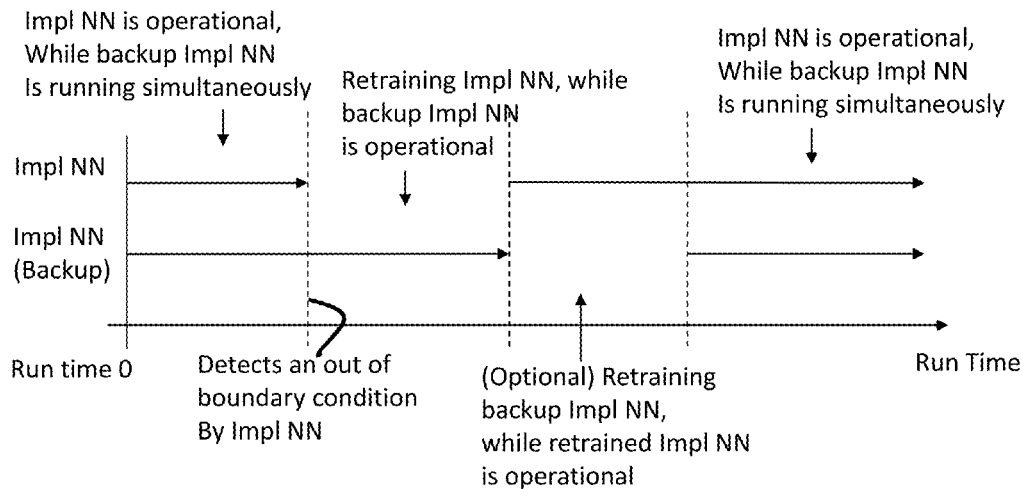 Impl NN is operational,
While backup Impl NN
Is running simultaneously
Retraining Impl NN, while
backup Impl NN
is operational
Impl NN is operational,
While backup Impl NN
Is running simultaneously
Impl NN
Impl NN
(Backup)
Run time 0
Detects an out of
boundary condition
By Impl NN
(Optional) Retraining
backup Impl NN,
while retrained Impl NN
is operational
Run Time